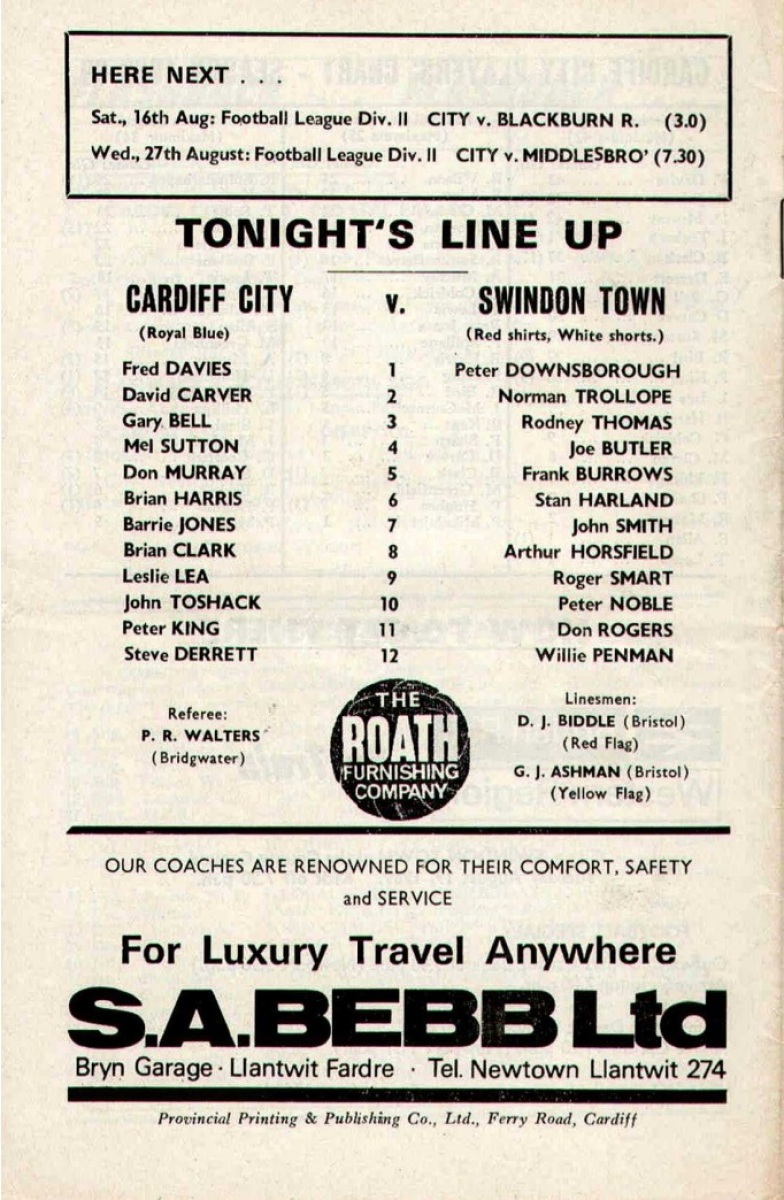 HERE NEXT . . .
Sat., 16th Aug: Football League Div. II CITY v. BLACKBURN R. (3.0)
Wed., 27th August: Football League Div. II CITY v. MIDDLESBRO' (7.30)
TONIGHT'S LINE UP
CARDIFF CITY v. SWINDON TOWN
(Royal Blue) (Red shirts, White shorts.)
Fred DAVIES 1 Peter DOWNSBOROUGH
David CARVER 2 Norman TROLLOPE
Gary BELL 3 Rodney THOMAS
Mel SUTTON 4 Joe BUTLER
Don MURRAY 5 Frank BURROWS
Brian HARRIS 6 Stan HARLAND
Barrie JONES 7 John SMITH
Brian CLARK 8 Arthur HORSFIELD
Leslie LEA 9 Roger SMART
John TOSHACK 10 Peter NOBLE
Peter KING 11 Don ROGERS
Steve DERRETT 12 Willie PENMAN
Referee:
P. R. WALTERS
(Bridgwater)
THE
ROATH
FURNISHING
COMPANY
Linesmen:
D. J. BIDDLE (Bristol)
(Red Flag)
G. J. ASHMAN (Bristol)
(Yellow Flag)
OUR COACHES ARE RENOWNED FOR THEIR COMFORT, SAFETY
and SERVICE
For Luxury Travel Anywhere
S.A.BEBB Ltd
Bryn Garage · Llantwit Fardre · Tel. Newtown Llantwit 274
Provincial Printing & Publishing Co., Ltd., Ferry Road, Cardiff